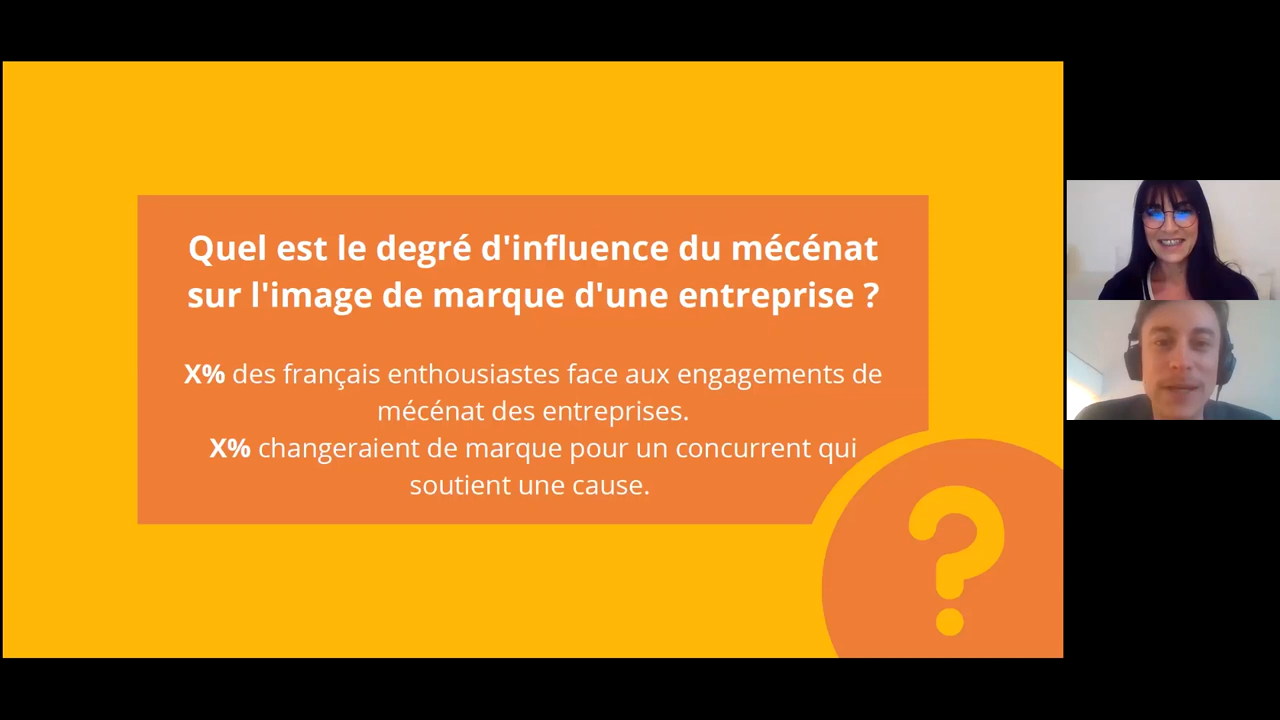 Quel est le degré d'influence du mécénat
sur l'image de marque d'une entreprise ?
X% des français enthousiastes face aux engagements de
mécénat des entreprises.
X% changeraient de marque pour un concurrent qui
soutient une cause.
?